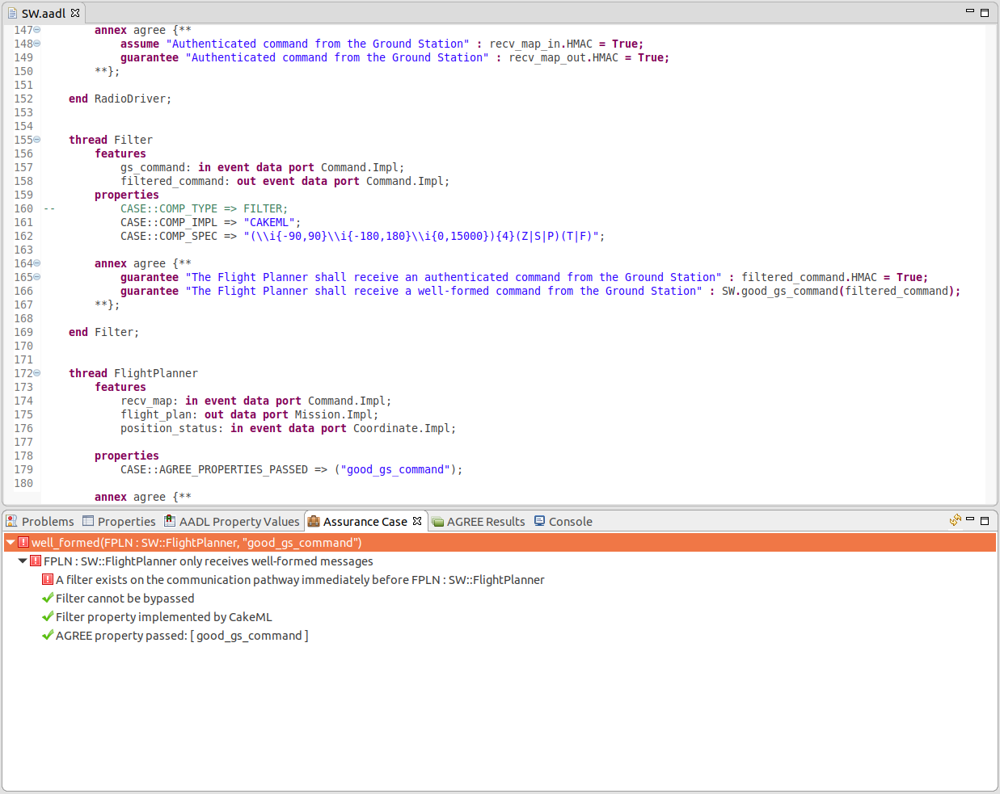 SW.aadl
147 annex agree {**
148 assume "Authenticated command from the Ground Station" : recv_map_in.HMAC = True;
149 guarantee "Authenticated command from the Ground Station" : recv_map_out.HMAC = True;
150 **};
151
152 end RadioDriver;
153
154
155 thread Filter
156 features
157 gs_command: in event data port Command.Impl;
158 filtered_command: out event data port Command.Impl;
159 properties
160 -- CASE::COMP_TYPE => FILTER;
161 CASE::COMP_IMPL => "CAKEML";
162 CASE::COMP_SPEC => "(\\i{-90,90}\\i{-180,180}\\i{0,15000}){4}(Z|S|P)(T|F)";
163
164 annex agree {**
165 guarantee "The Flight Planner shall receive an authenticated command from the Ground Station" : filtered_command.HMAC = True;
166 guarantee "The Flight Planner shall receive a well-formed command from the Ground Station" : SW.good_gs_command(filtered_command);
167 **};
168
169 end Filter;
170
171
172 thread FlightPlanner
173 features
174 recv_map: in event data port Command.Impl;
175 flight_plan: out data port Mission.Impl;
176 position_status: in event data port Coordinate.Impl;
177
178 properties
179 CASE::AGREE_PROPERTIES_PASSED => ("good_gs_command");
180
annex agree {**
Problems Properties AADL Property Values Assurance Case AGREE Results Console
well_formed(FPLN : SW::FlightPlanner, "good_gs_command")
FPLN : SW::FlightPlanner only receives well-formed messages
A filter exists on the communication pathway immediately before FPLN : SW::FlightPlanner
Filter cannot be bypassed
Filter property implemented by CakeML
AGREE property passed: [ good_gs_command ]